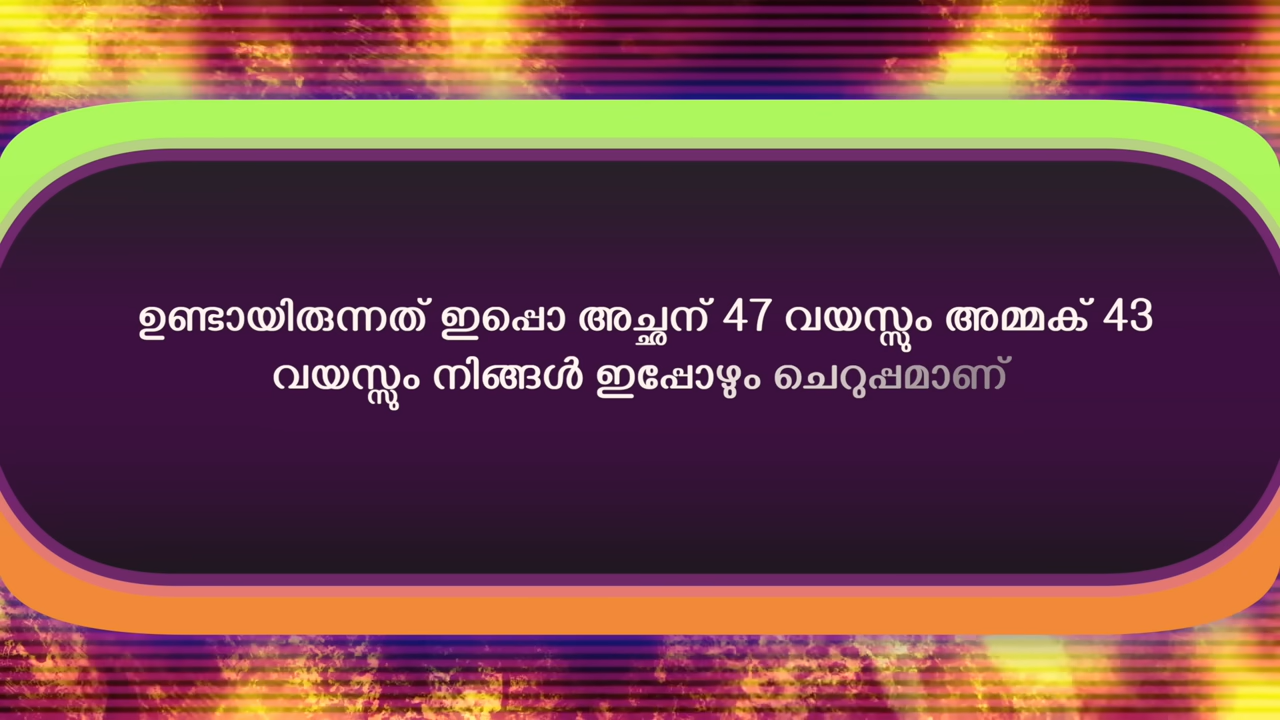 ഉണ്ടായിരുന്നത് ഇപ്പൊ അച്ഛന് 47 വയസ്സും അമ്മക് 43
വയസ്സും നിങ്ങൾ ഇപ്പോഴും ചെറുപ്പമാണ്